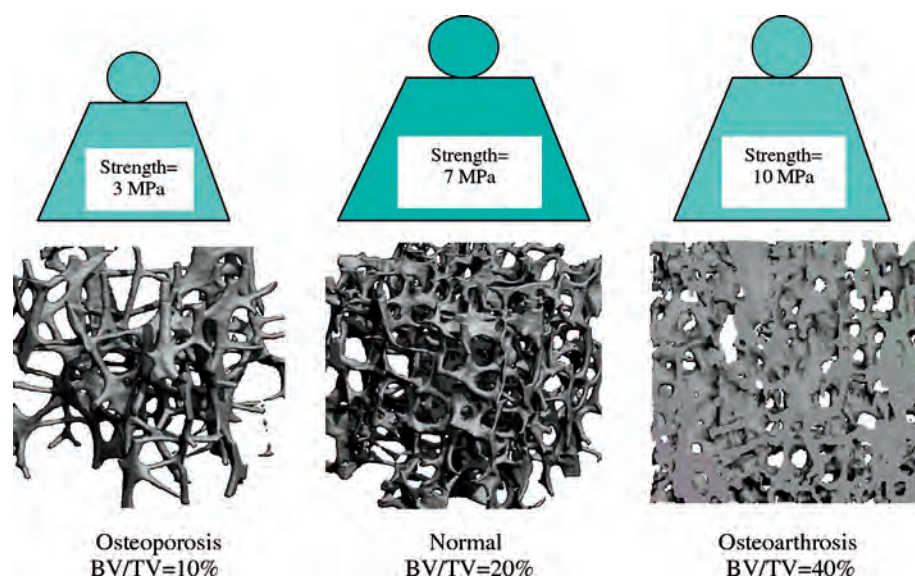 Strength=
3 MPa
Strength=
7 MPa
Strength=
10 MPa
Osteoporosis
BV/TV=10%
Normal
BV/TV=20%
Osteoarthrosis
BV/TV=40%